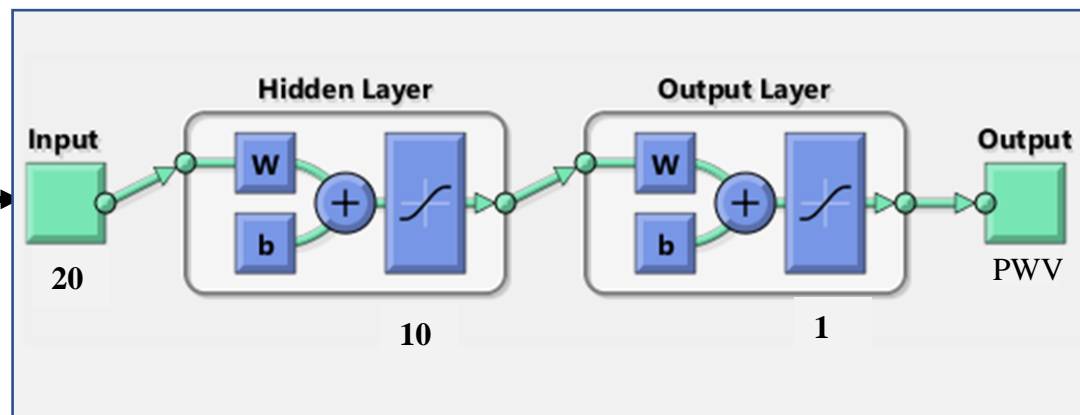 Hidden Layer
Output Layer
Input
Output
W
b
+
W
b
+
20
10
1
PWV